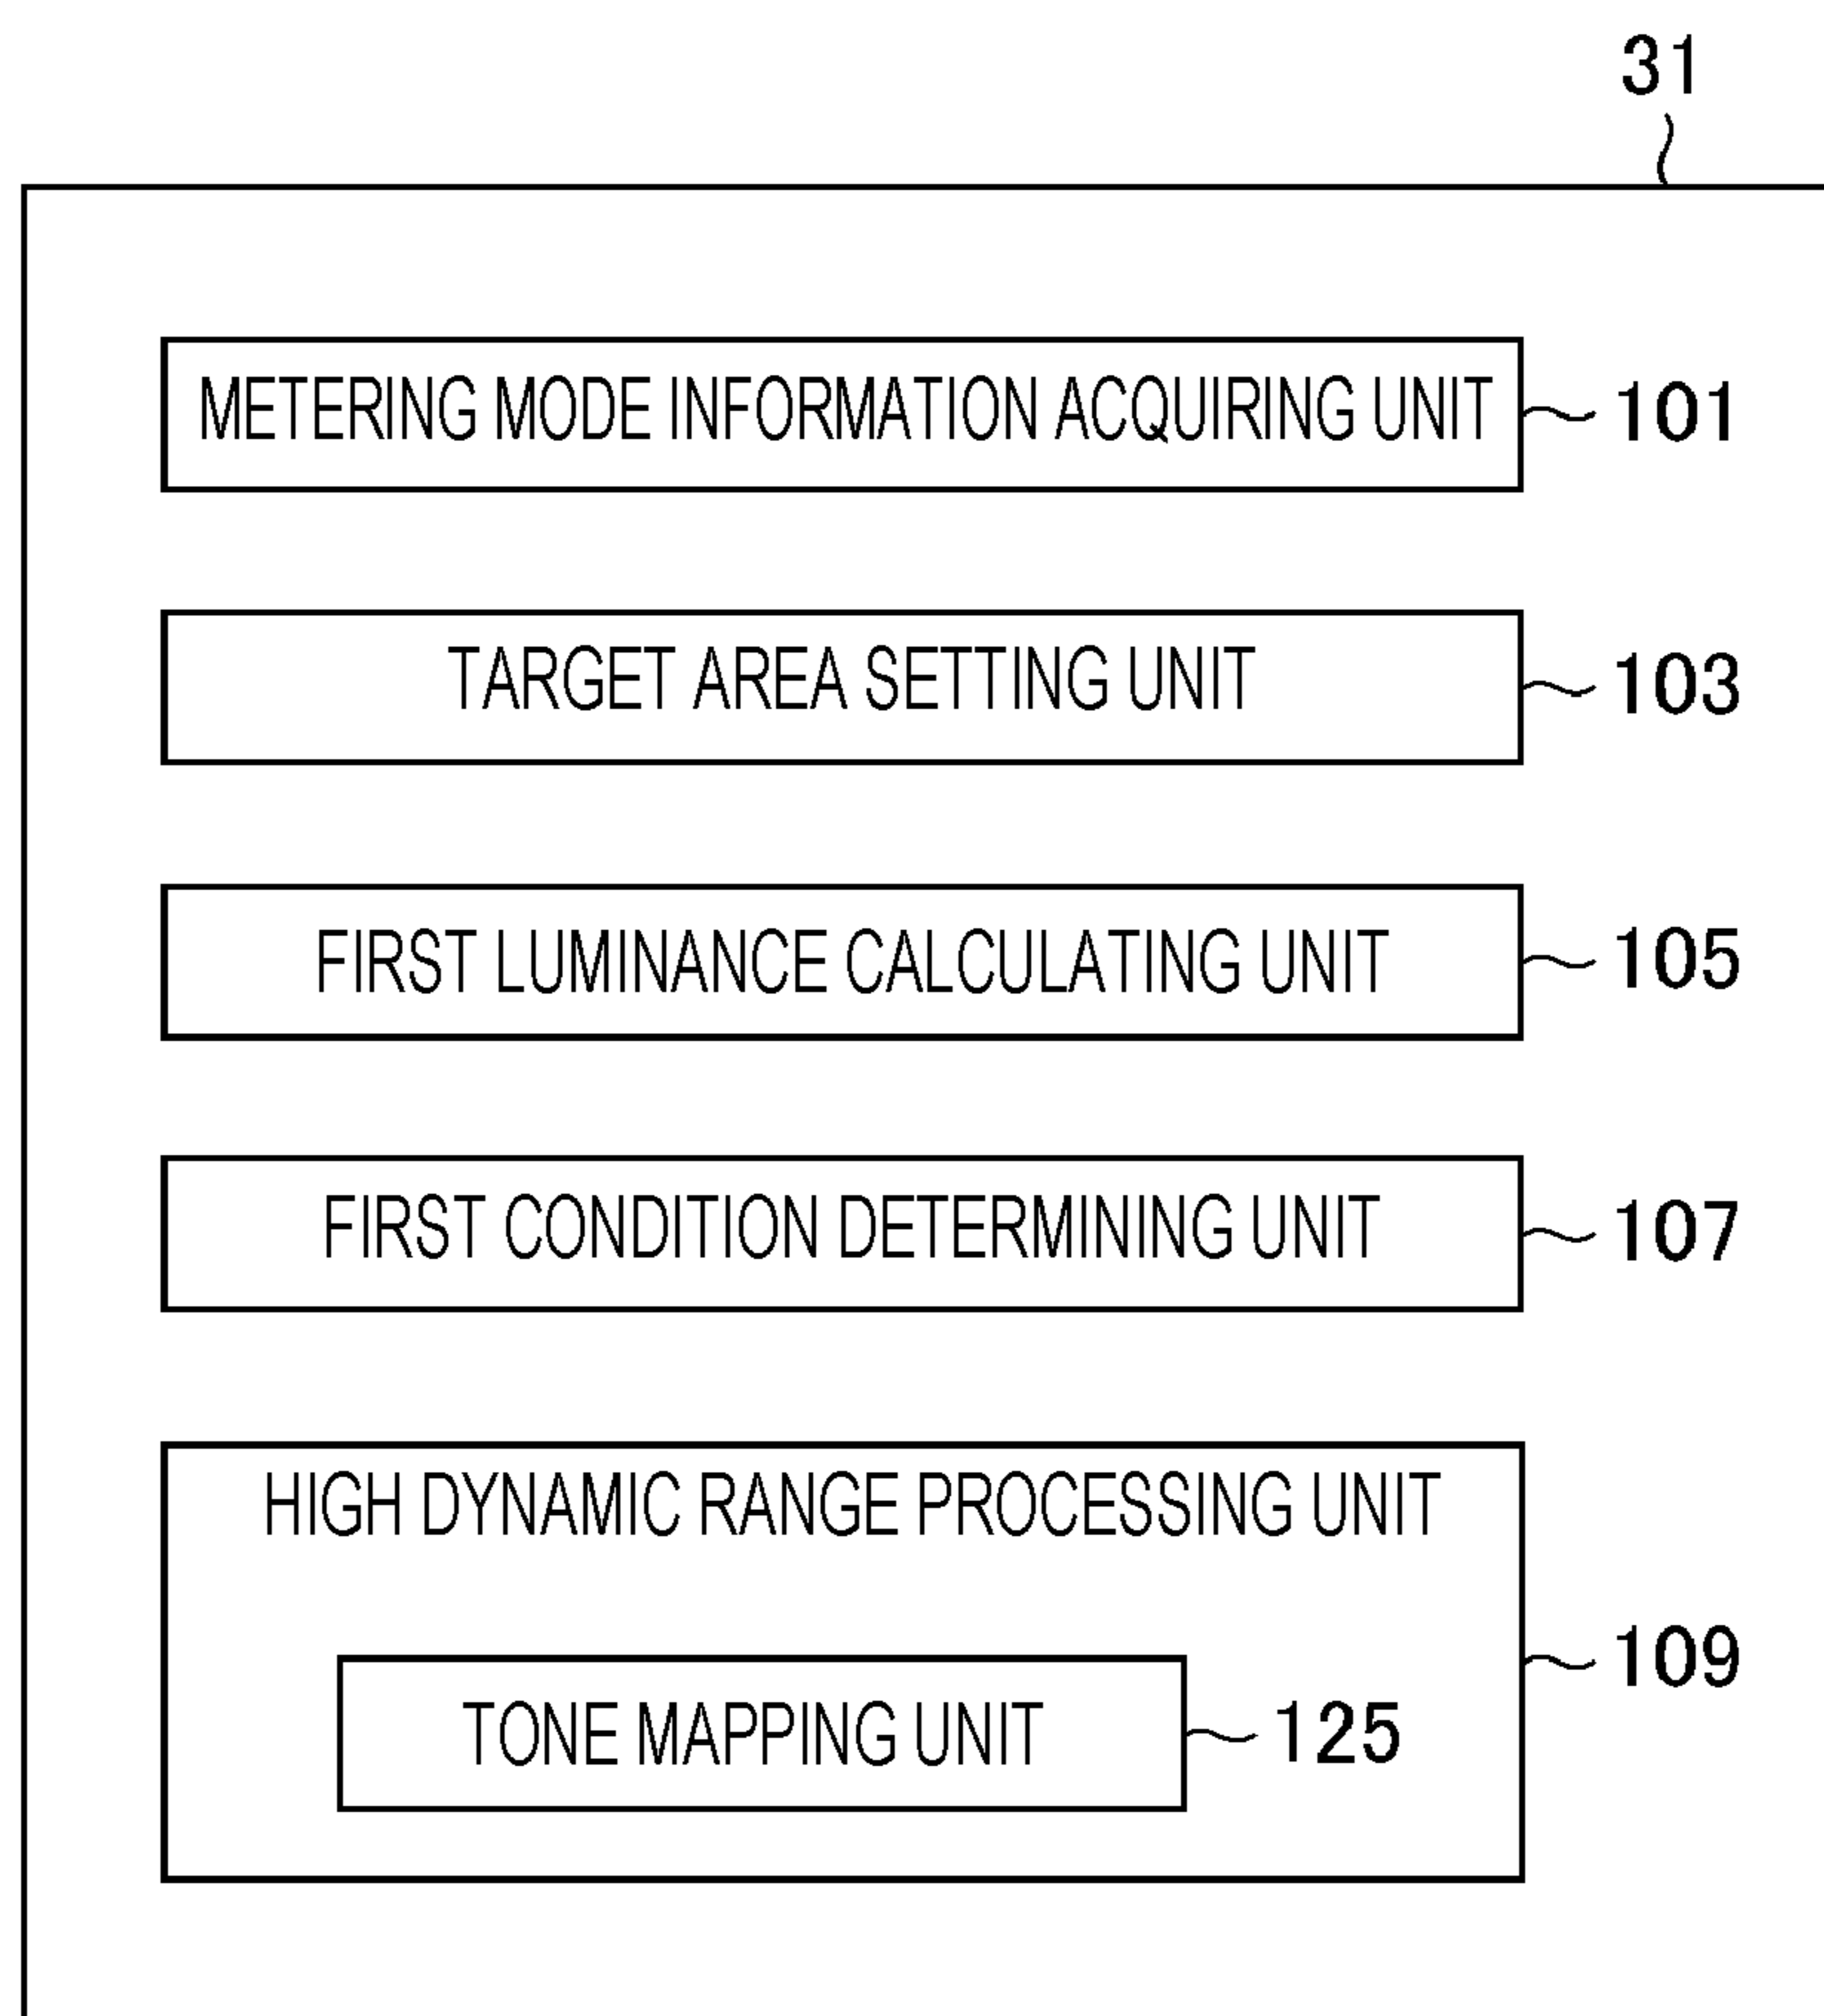 31
METERING MODE INFORMATION ACQUIRING UNIT 101
TARGET AREA SETTING UNIT 103
FIRST LUMINANCE CALCULATING UNIT 105
FIRST CONDITION DETERMINING UNIT 107
HIGH DYNAMIC RANGE PROCESSING UNIT
109
TONE MAPPING UNIT 125